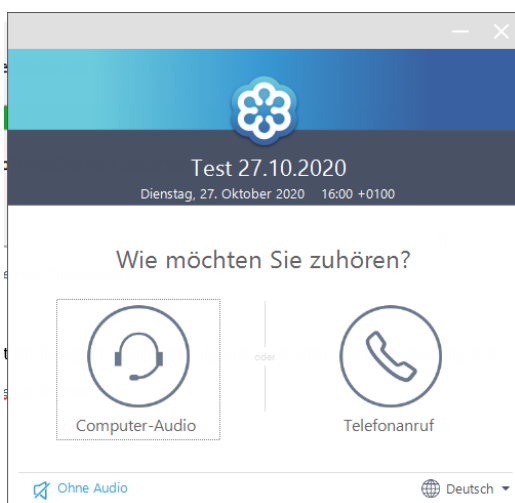 Test 27.10.2020
Dienstag, 27. Oktober 2020 16:00 +0100
Wie möchten Sie zuhören?
oder
Computer-Audio Telefonanruf
Ohne Audio Deutsch